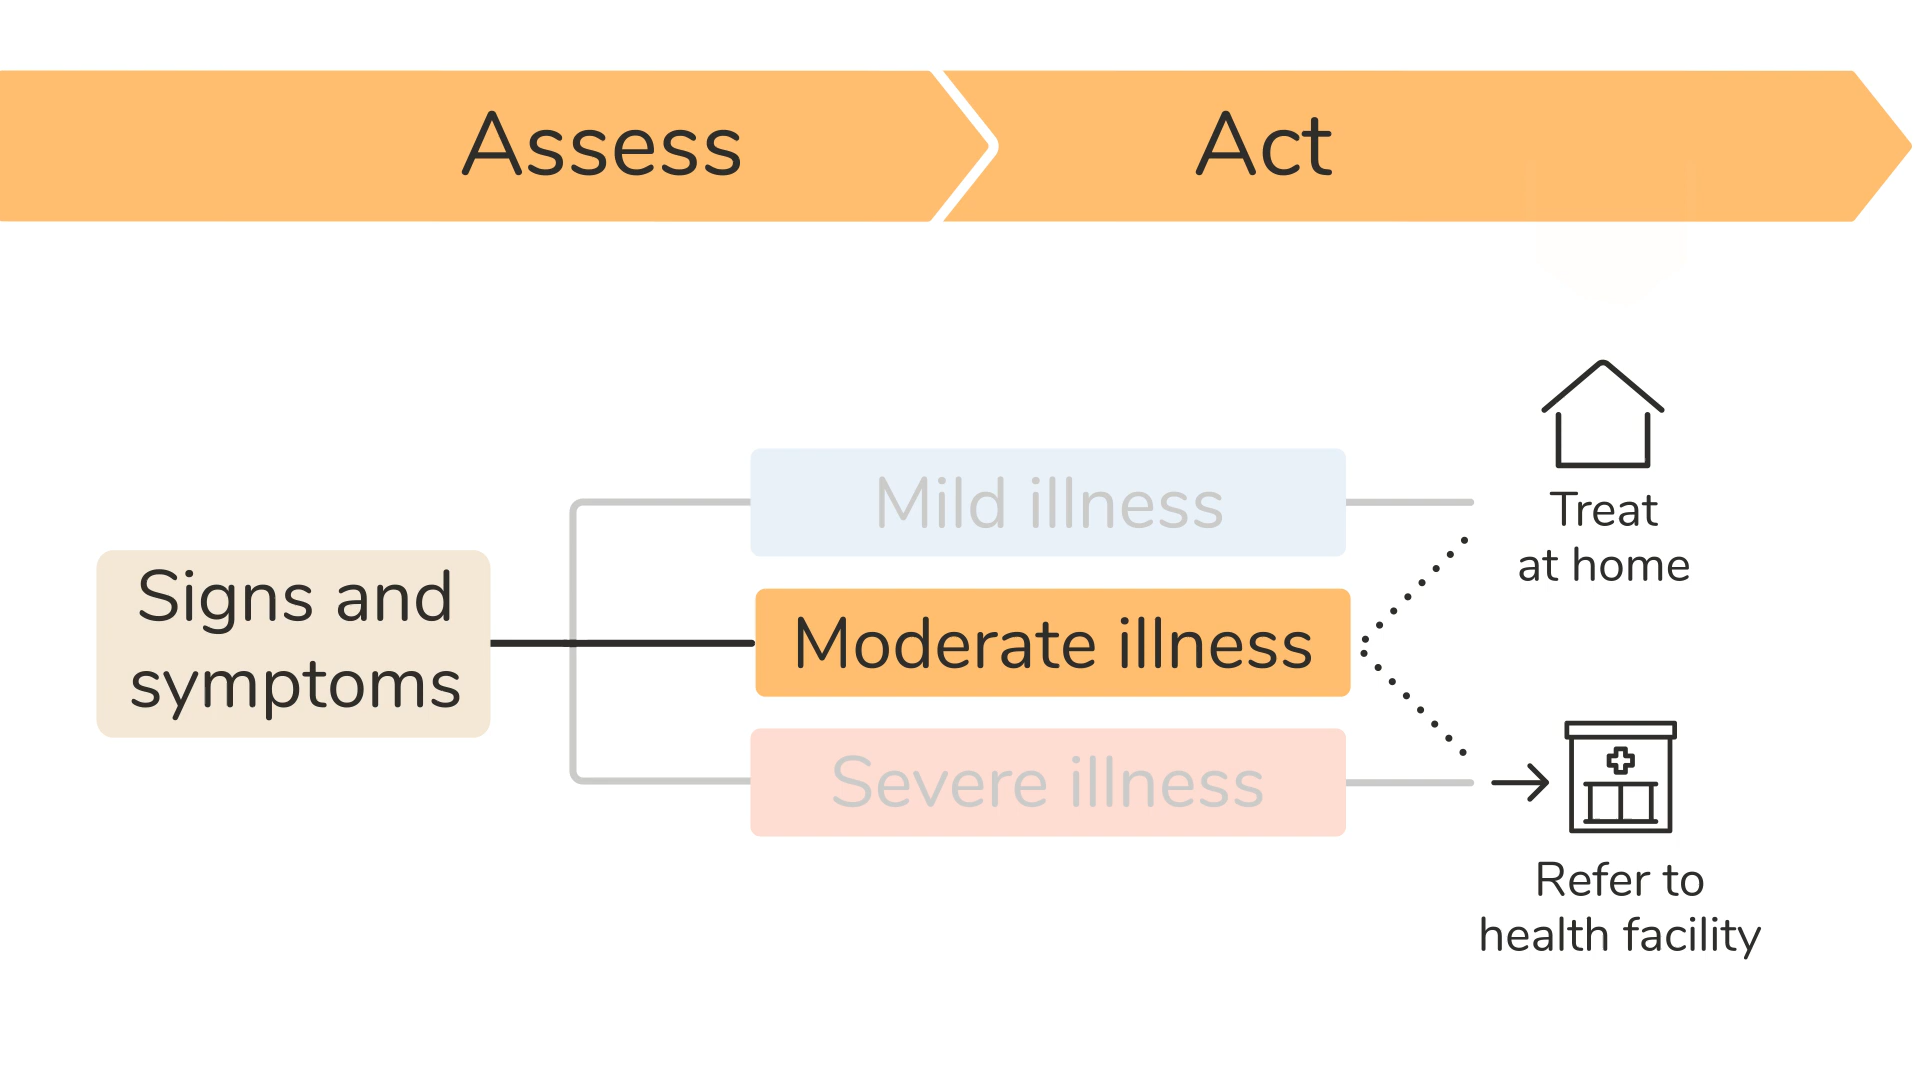 Assess
Act
Signs and
symptoms
Mild illness
Moderate illness
Severe illness
Treat
at home
Refer to
health facility